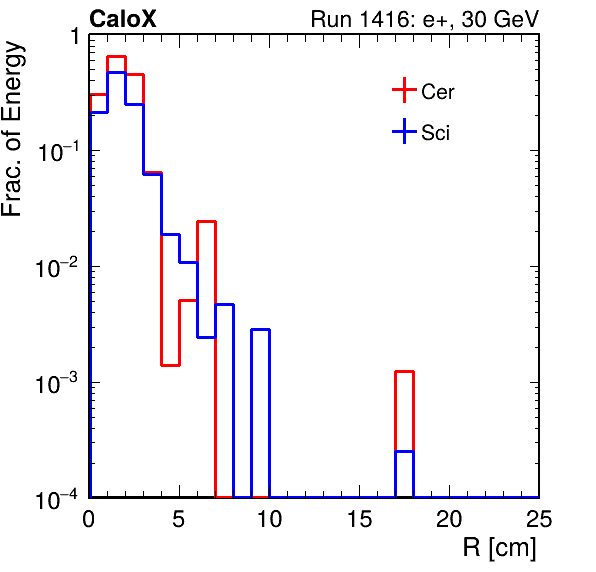 CaloX Run 1416: e+, 30 GeV
Frac. of Energy
1
10⁻¹
10⁻²
10⁻³
10⁻⁴
Cer
Sci
0 5 10 15 20 25
R [cm]